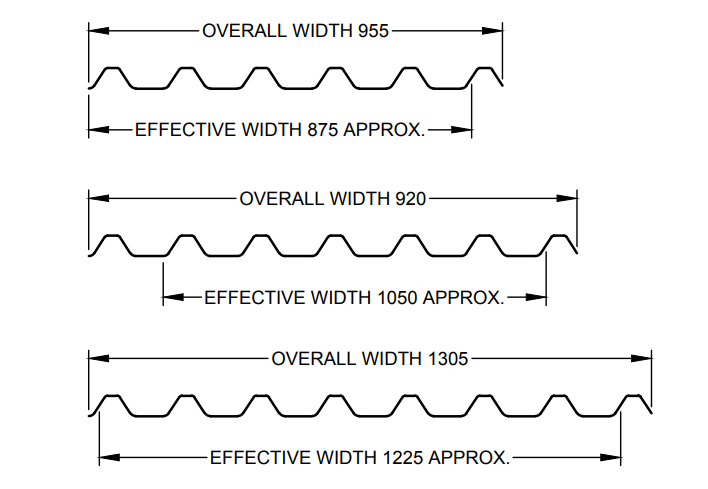 OVERALL WIDTH 955
EFFECTIVE WIDTH 875 APPROX.
OVERALL WIDTH 920
EFFECTIVE WIDTH 1050 APPROX.
OVERALL WIDTH 1305
EFFECTIVE WIDTH 1225 APPROX.